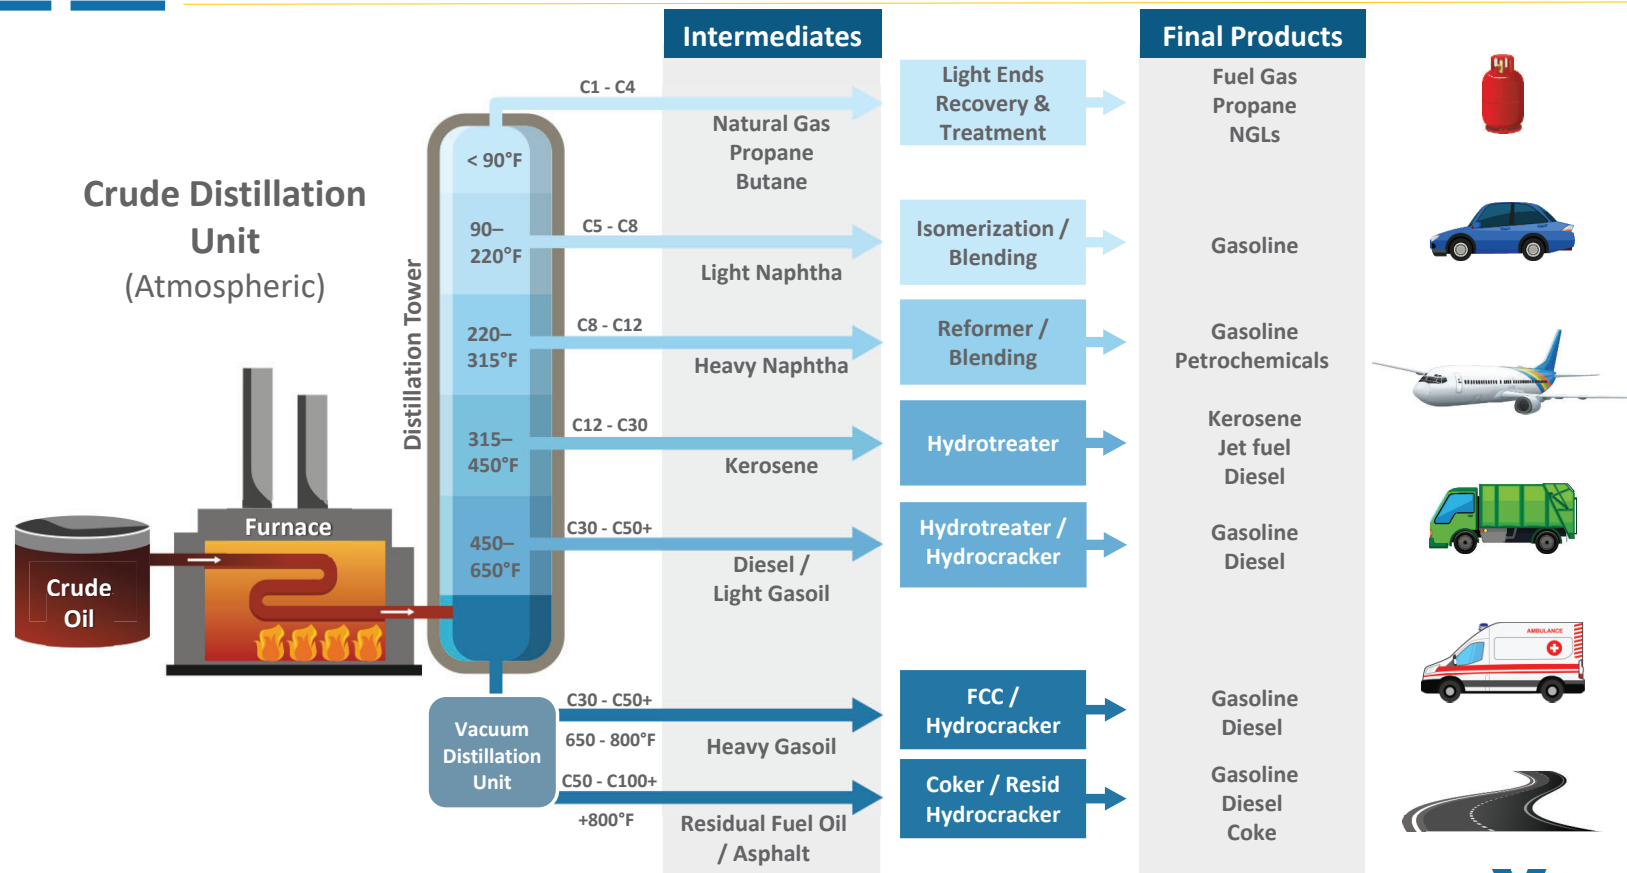 Intermediates
Final Products
Crude Distillation
Unit
(Atmospheric)
Crude
Oil
Furnace
Distillation Tower
< 90°F
C1 - C4
Natural Gas
Propane
Butane
Light Ends
Recovery &
Treatment
Fuel Gas
Propane
NGLs
90–
220°F
C5 - C8
Light Naphtha
Isomerization /
Blending
Gasoline
220–
315°F
C8 - C12
Heavy Naphtha
Reformer /
Blending
Gasoline
Petrochemicals
315–
450°F
C12 - C30
Kerosene
Hydrotreater
Kerosene
Jet fuel
Diesel
450–
650°F
C30 - C50+
Diesel /
Light Gasoil
Hydrotreater /
Hydrocracker
Gasoline
Diesel
Vacuum
Distillation
Unit
C30 - C50+
650 - 800°F
Heavy Gasoil
FCC /
Hydrocracker
Gasoline
Diesel
C50 - C100+
+800°F
Residual Fuel Oil
/ Asphalt
Coker / Resid
Hydrocracker
Gasoline
Diesel
Coke
AMBULANCE